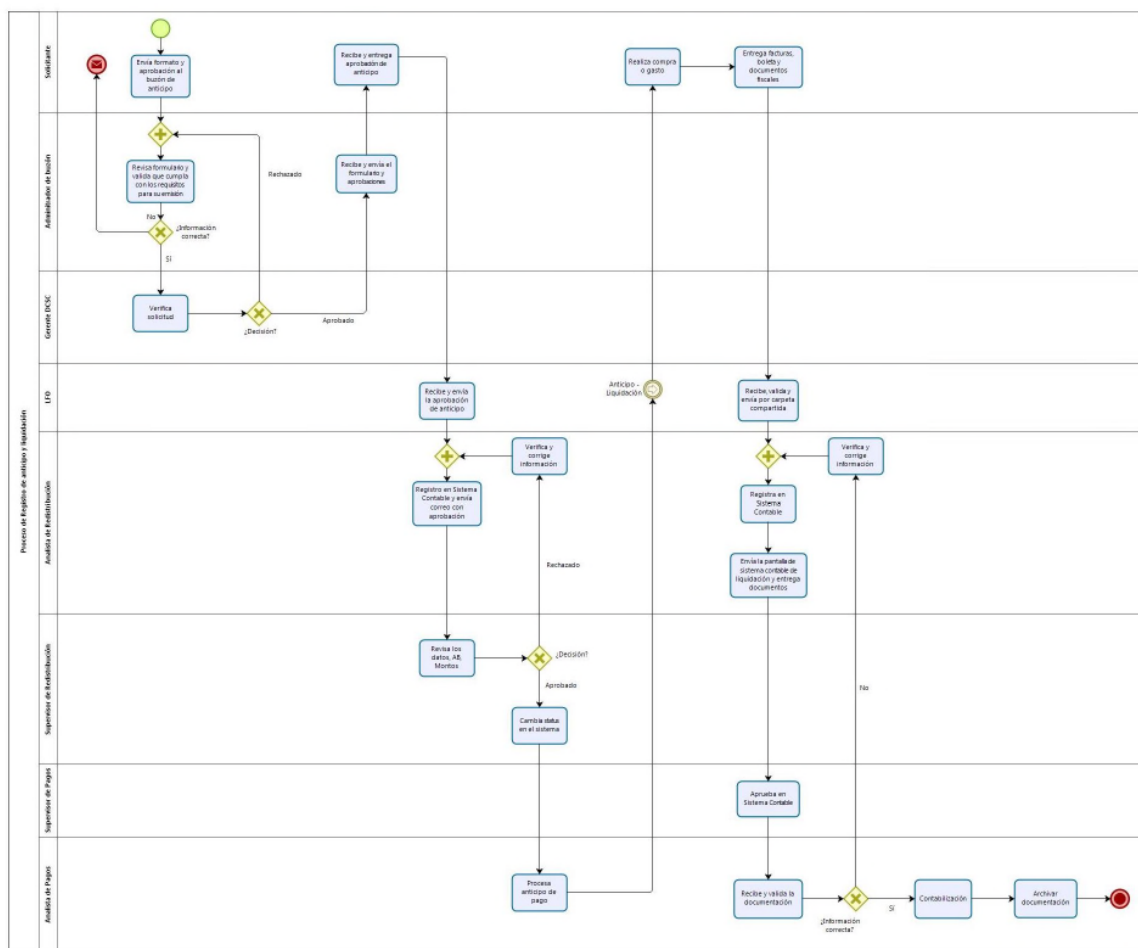 Proceso de Registro de anticipo y liquidación
Solicitante
Envía formato y
aprobación al
buzón de
anticipo
Recibe y entrega
aprobación de
anticipo
Realiza compra
o gasto
Entrega facturas,
boleta y
documentos
fiscales
Administrador de buzón
Revisa formulario y
valida que cumpla
con los requisitos
para su emisión
Rechazado
Recibe y envía el
formulario y
aprobaciones
No
¿Información
correcta?
Sí
Gerente DCSC
Verifica
solicitud
¿Decisión?
Aprobado
LFO
Recibe y envía
la aprobación
de anticipo
Anticipo -
Liquidación
Recibe, valida y
envía por carpeta
compartida
Analista de Redistribución
Verifica y
corrige
información
Verifica y
corrige
información
Registro en Sistema
Contable y envía
correo con
aprobación
Registra en
Sistema
Contable
Rechazado
Envía la pantalla de
sistema contable de
liquidación y entrega
documentos
Supervisor de Redistribución
Revisa los
datos, AB,
Montos
¿Decisión?
Aprobado
No
Cambia status
en el sistema
Supervisor de Pagos
Aprueba en
Sistema Contable
Analista de Pagos
Procesa
anticipo de
pago
Recibe y valida la
documentación
¿Información
correcta?
Sí
Contabilización
Archivar
documentación